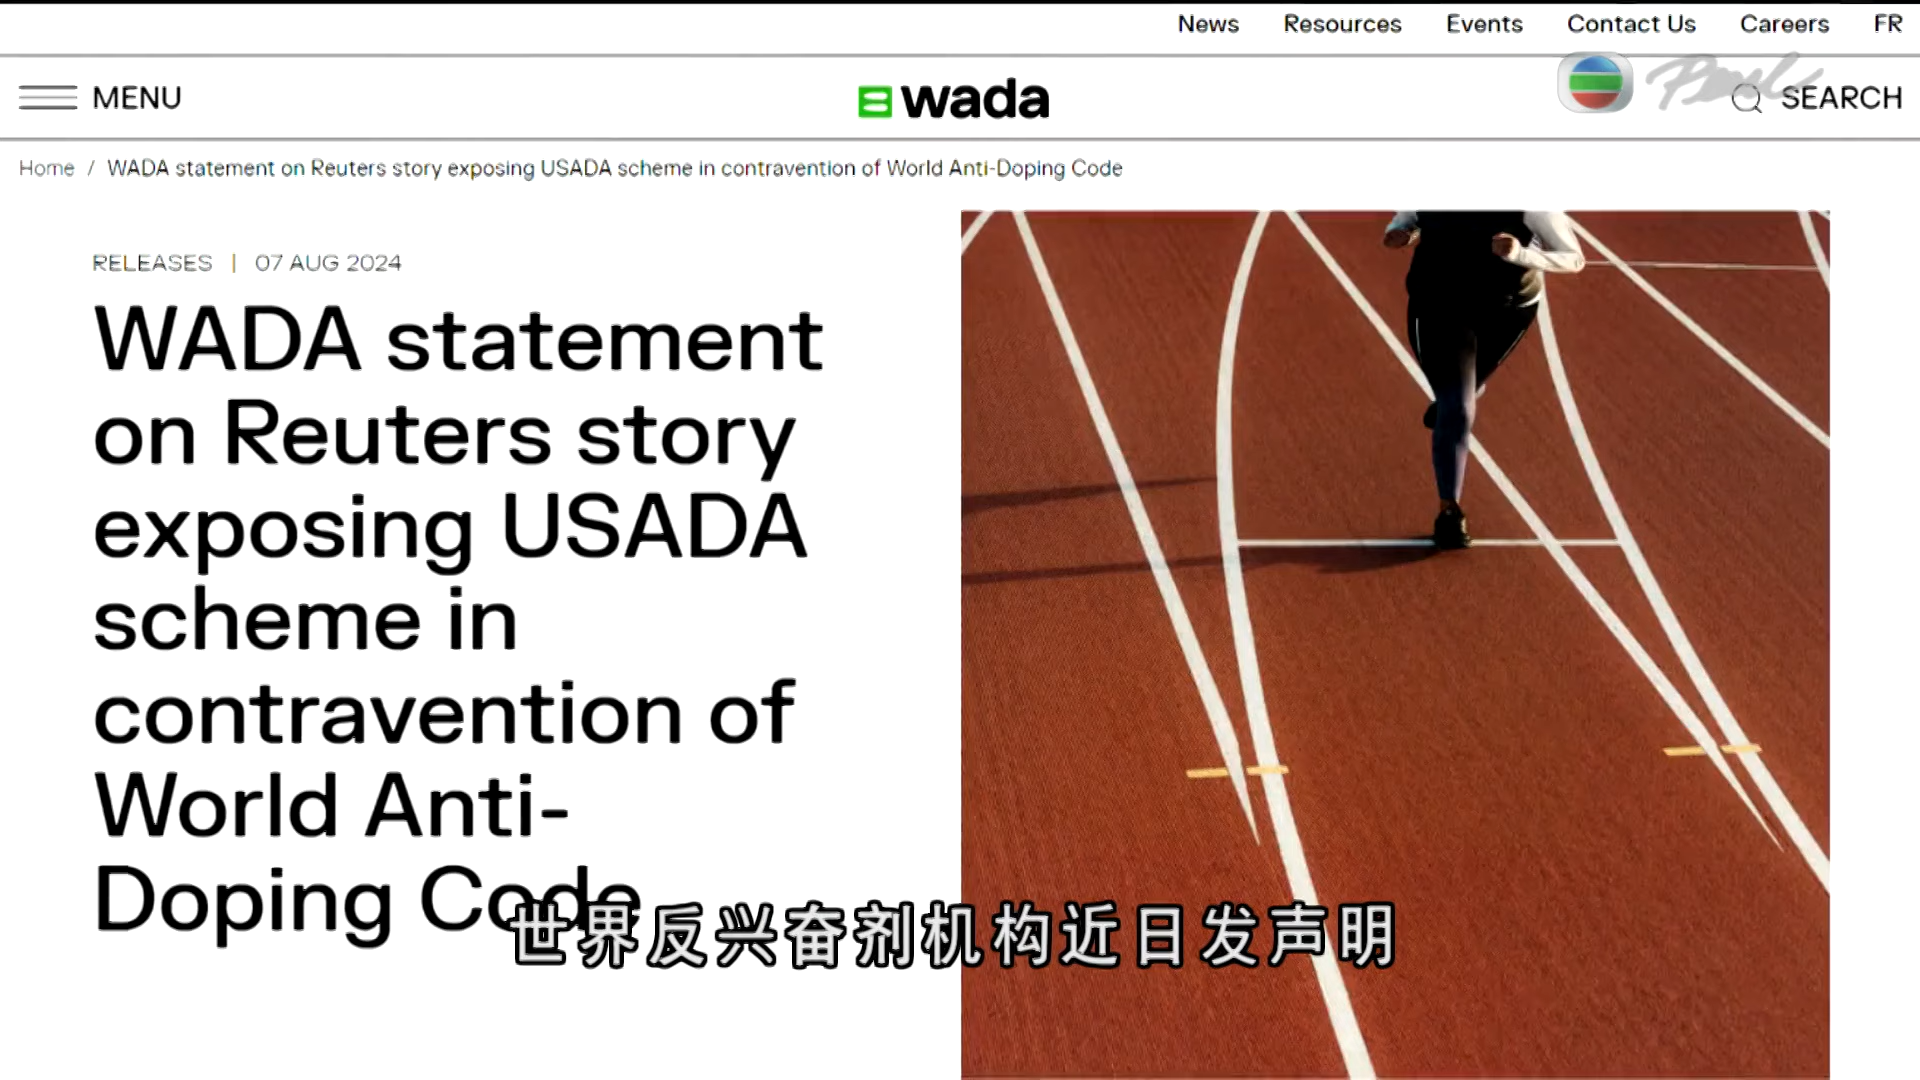 News Resources Events Contact Us Careers FR
MENU
wada
SEARCH
Home / WADA statement on Reuters story exposing USADA scheme in contravention of World Anti-Doping Code
RELEASES | 07 AUG 2024
WADA statement
on Reuters story
exposing USADA
scheme in
contravention of
World Anti-
Doping Code
世界反兴奋剂机构近日发声明